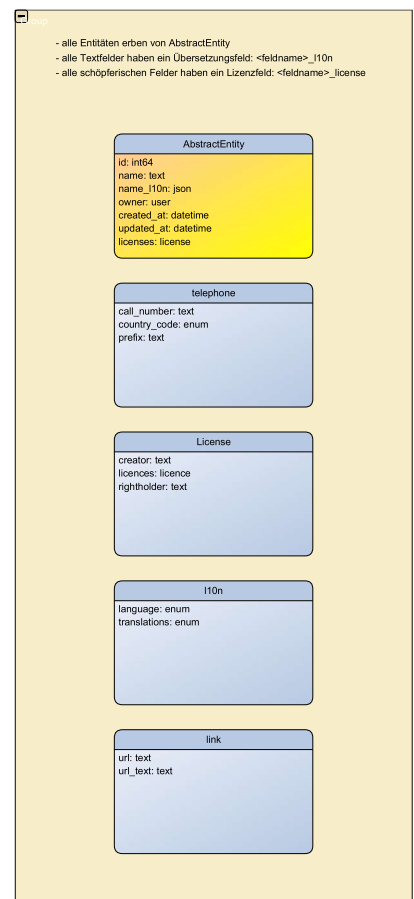 Group
- alle Entitäten erben von AbstractEntity
- alle Textfelder haben ein Übersetzungsfeld: <feldname>_l10n
- alle schöpferischen Felder haben ein Lizenzfeld: <feldname>_license
AbstractEntity
id: int64
name: text
name_l10n: json
owner: user
created_at: datetime
updated_at: datetime
licenses: license
telephone
call_number: text
country_code: enum
prefix: text
License
creator: text
licences: licence
rightholder: text
l10n
language: enum
translations: enum
link
url: text
url_text: text